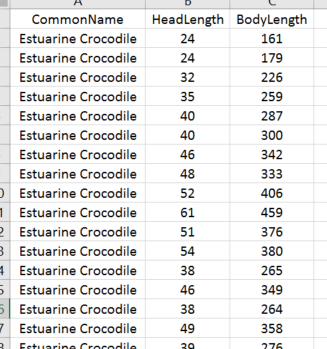 A B C
CommonName HeadLength BodyLength
Estuarine Crocodile 24 161
Estuarine Crocodile 24 179
Estuarine Crocodile 32 226
Estuarine Crocodile 35 259
Estuarine Crocodile 40 287
Estuarine Crocodile 40 300
Estuarine Crocodile 46 342
Estuarine Crocodile 48 333
0 Estuarine Crocodile 52 406
1 Estuarine Crocodile 61 459
2 Estuarine Crocodile 51 376
3 Estuarine Crocodile 54 380
4 Estuarine Crocodile 38 265
5 Estuarine Crocodile 46 349
6 Estuarine Crocodile 38 264
7 Estuarine Crocodile 49 358
8 Estuarine Crocodile 39 276